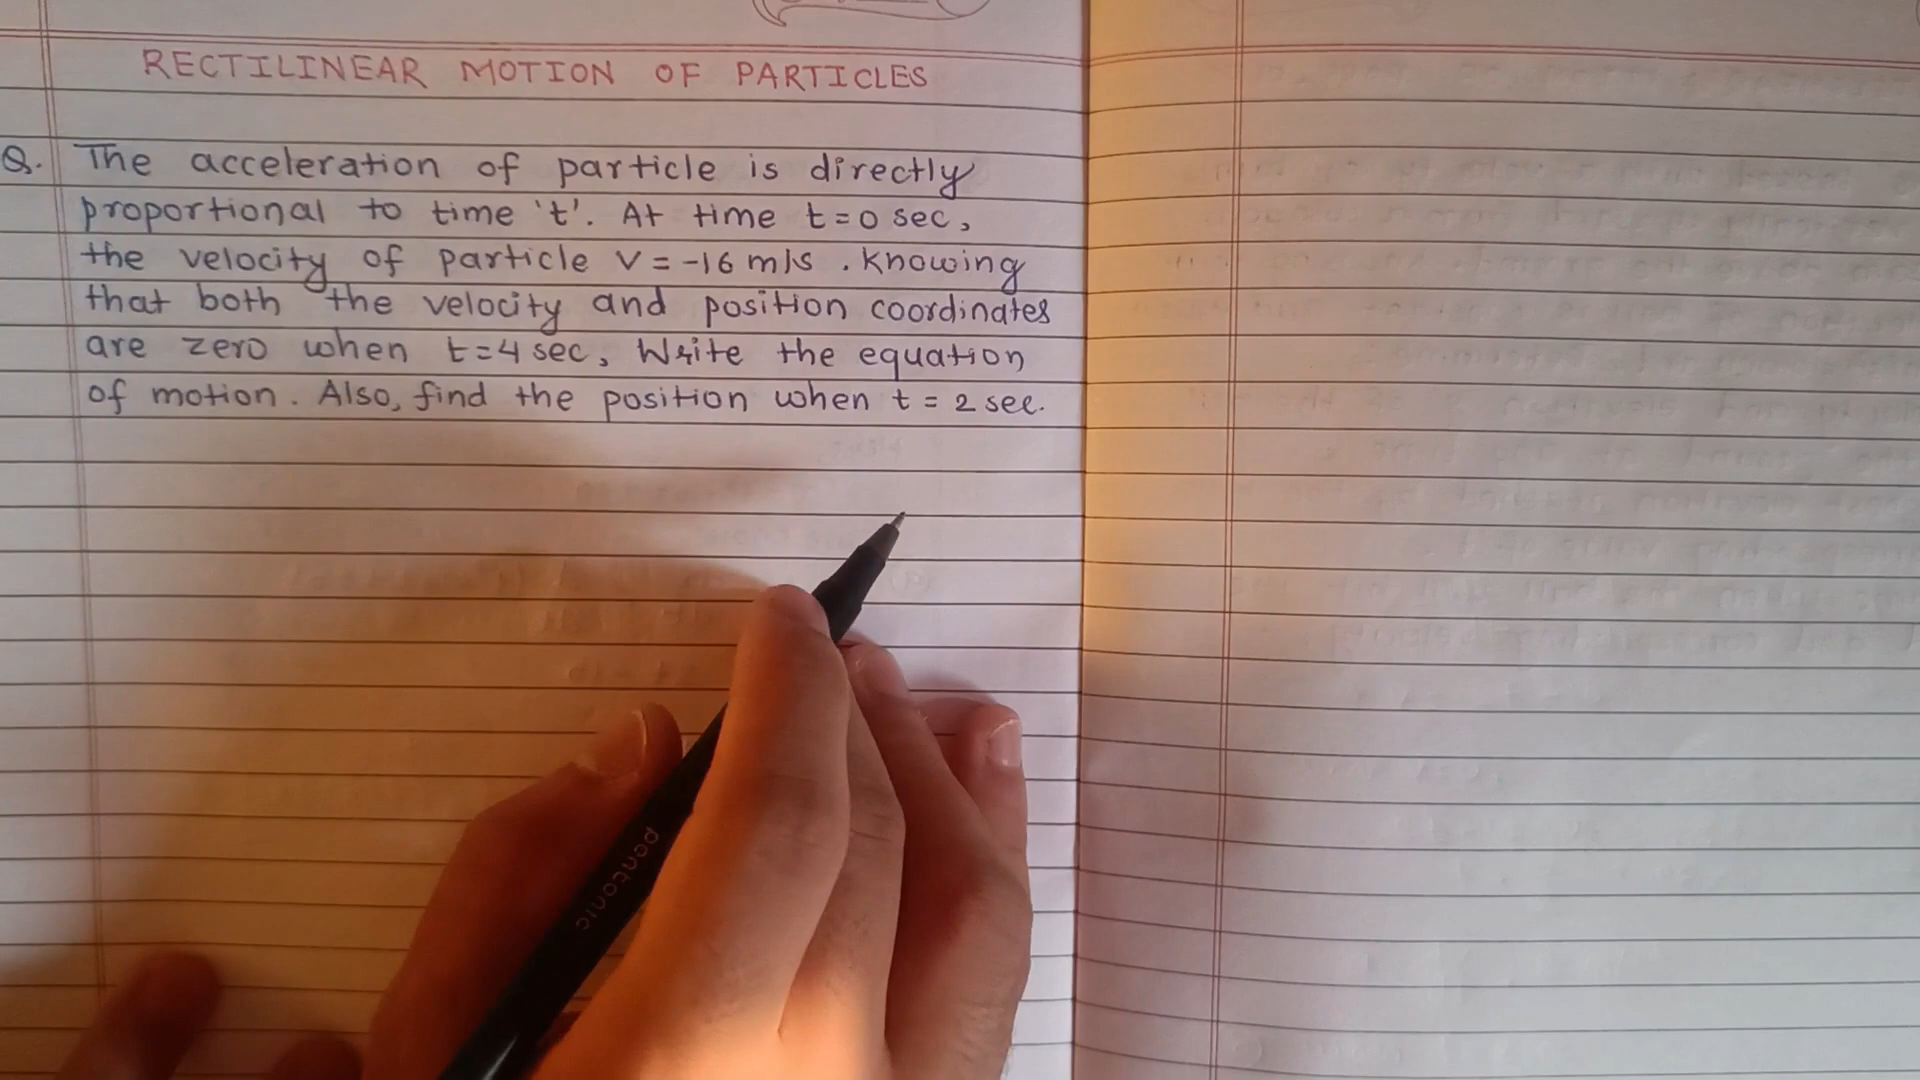 RECTILINEAR MOTION OF PARTICLES
Q. The acceleration of particle is directly
proportional to time 't'. At time t=0 sec,
the velocity of particle v = -16 m/s. Knowing
that both the velocity and position coordinates
are zero when t=4 sec, Write the equation
of motion. Also, find the position when t = 2 sec.
pentonic